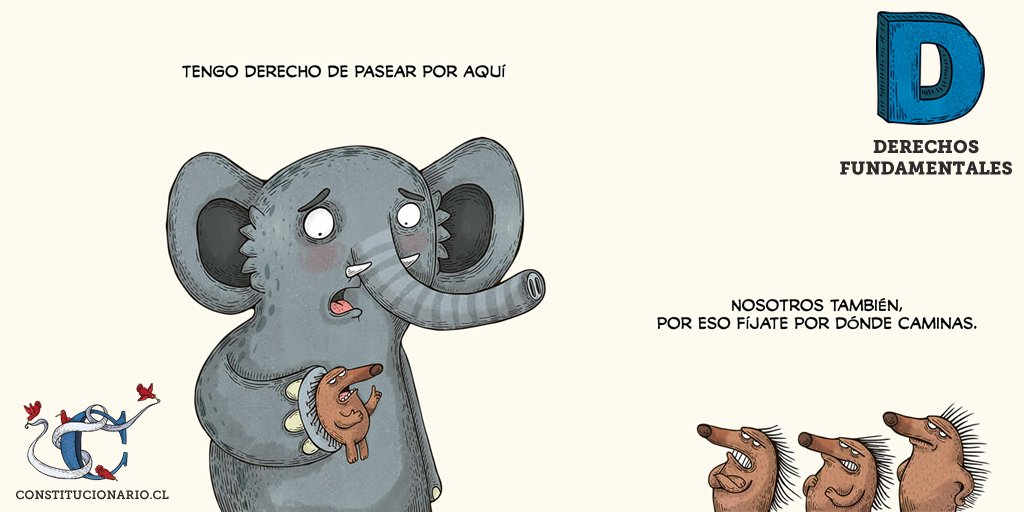 TENGO DERECHO DE PASEAR POR AQUÍ
D
DERECHOS
FUNDAMENTALES
NOSOTROS TAMBIÉN,
POR ESO FÍJATE POR DÓNDE CAMINAS.
C
CONSTITUCIONARIO.CL